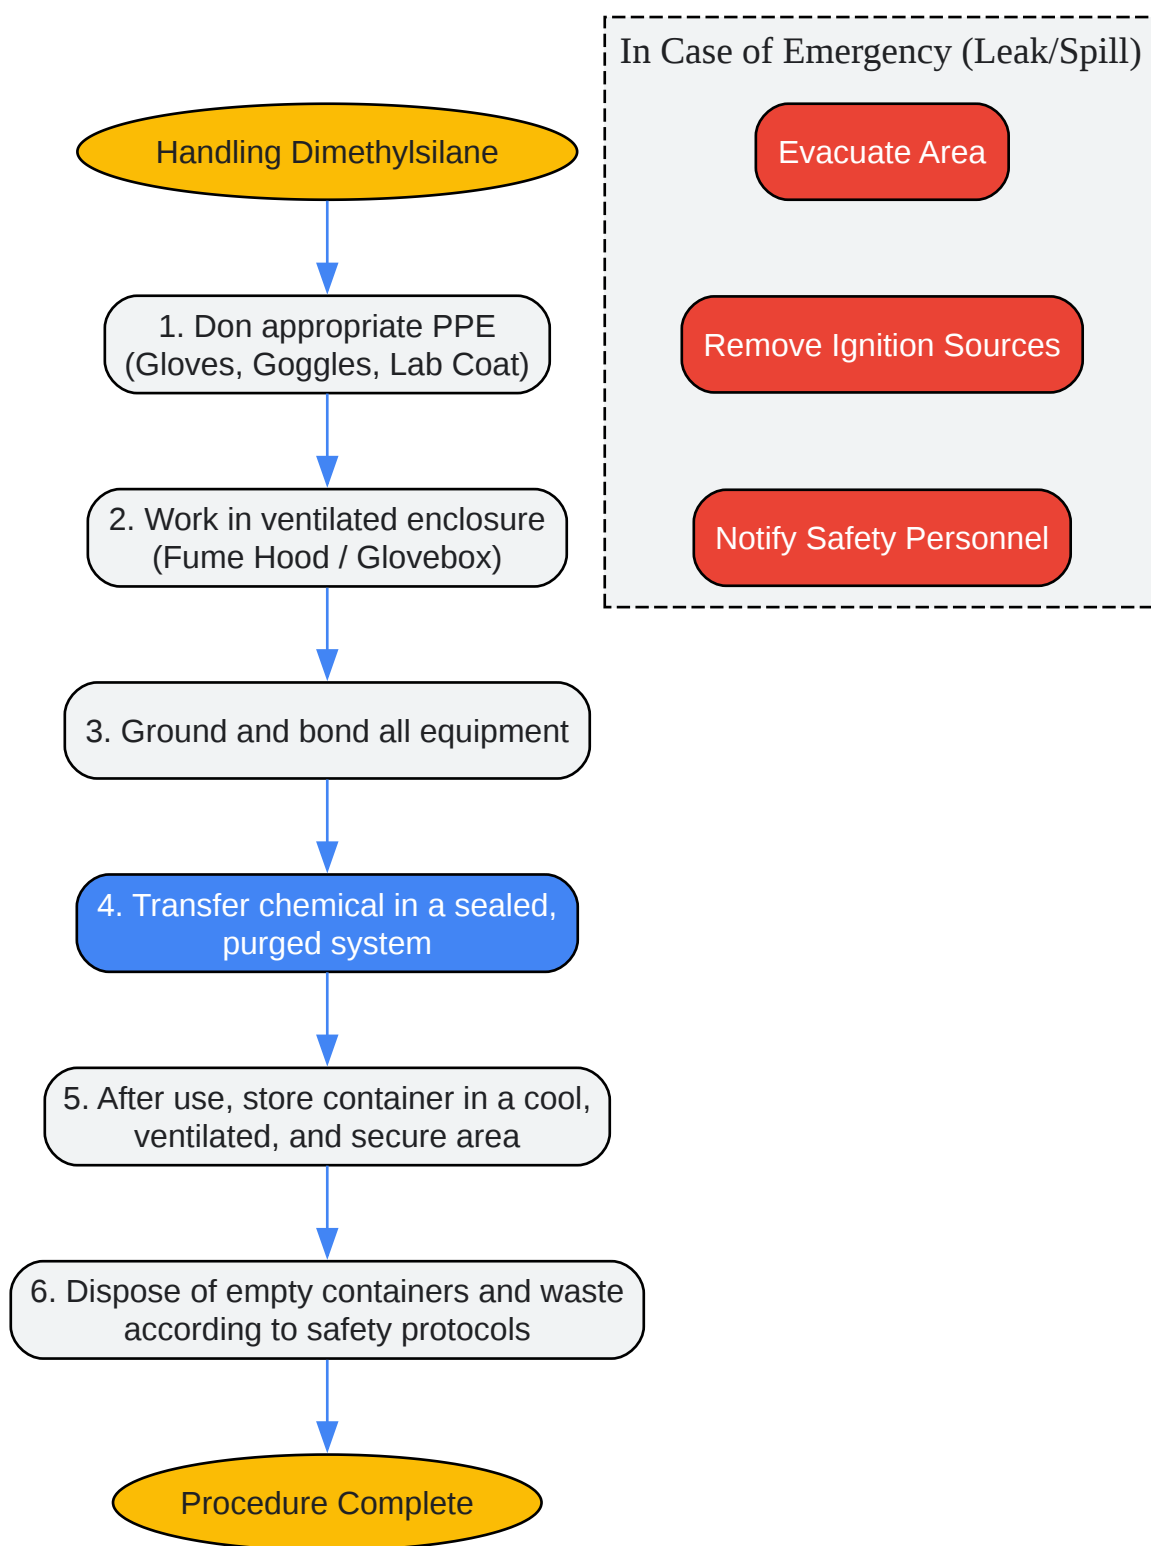 Handling Dimethylsilane
1. Don appropriate PPE
(Gloves, Goggles, Lab Coat)
2. Work in ventilated enclosure
(Fume Hood / Glovebox)
3. Ground and bond all equipment
4. Transfer chemical in a sealed,
purged system
5. After use, store container in a cool,
ventilated, and secure area
6. Dispose of empty containers and waste
according to safety protocols
Procedure Complete
In Case of Emergency (Leak/Spill)
Evacuate Area
Remove Ignition Sources
Notify Safety Personnel